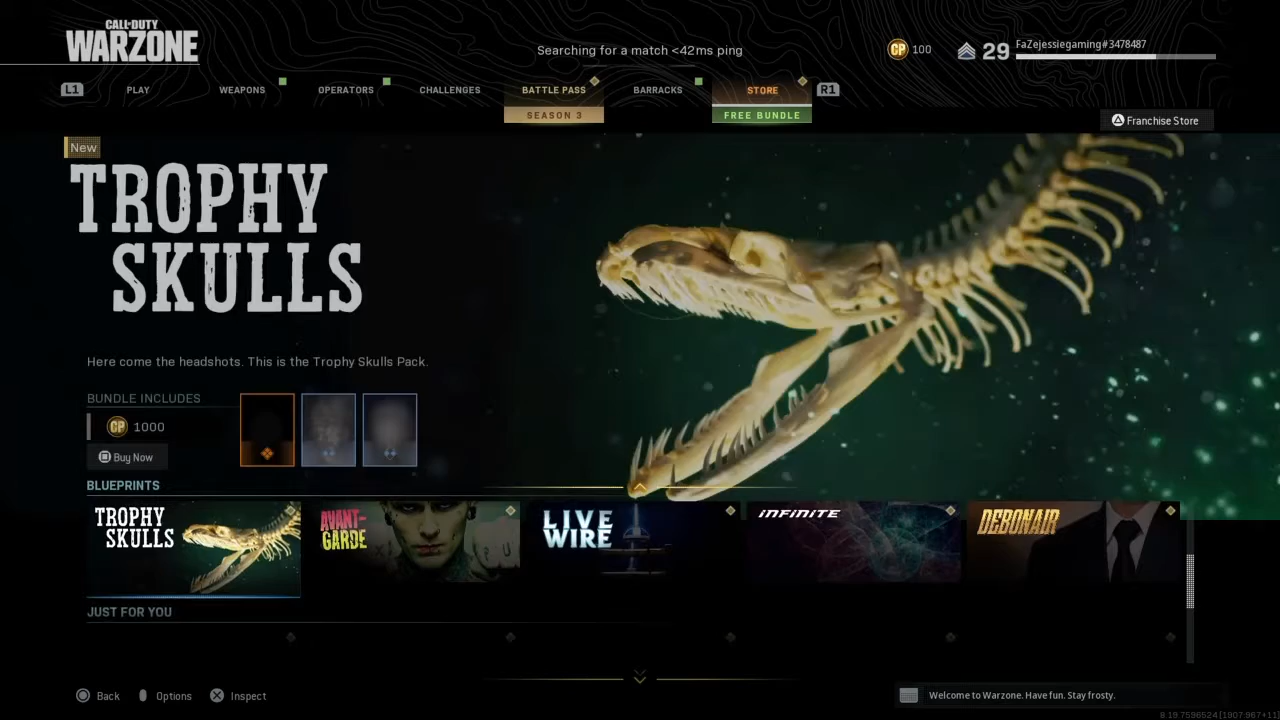 CALL OF DUTY
WARZONE
Searching for a match <42ms ping
CP 100
29
FaZejessiegaming#3478487
L1
PLAY
WEAPONS
OPERATORS
CHALLENGES
BATTLE PASS
BARRACKS
STORE
R1
SEASON 3
FREE BUNDLE
Franchise Store
New
TROPHY
SKULLS
Here come the headshots. This is the Trophy Skulls Pack.
BUNDLE INCLUDES
CP 1000
Buy Now
BLUEPRINTS
TROPHY
SKULLS
AVANT-
GARDE
LIVE
WIRE
INFINITE
DEBONAIR
JUST FOR YOU
Back
Options
Inspect
Welcome to Warzone. Have fun. Stay frosty.